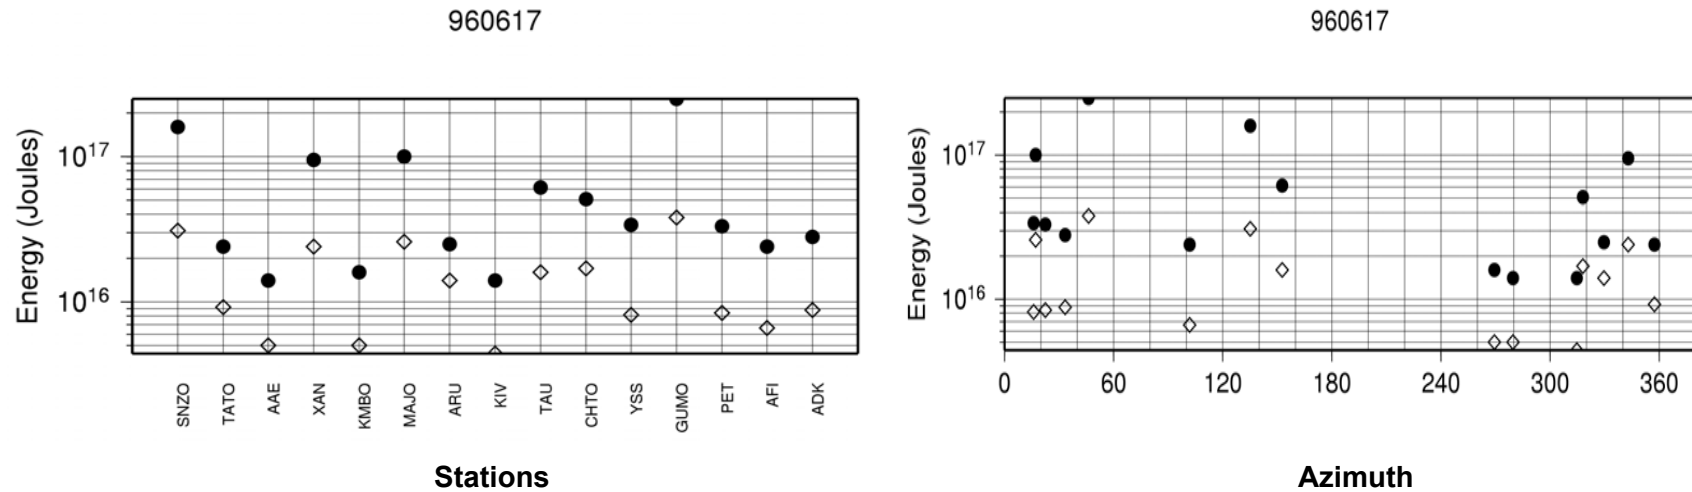 960617
Energy (Joules)
10^17
10^16
SNZO
TATO
AAE
XAN
KMBO
MAJO
ARU
KIV
TAU
CHTO
YSS
GUMO
PET
AFI
ADK
Stations
960617
Energy (Joules)
10^17
10^16
0 60 120 180 240 300 360
Azimuth